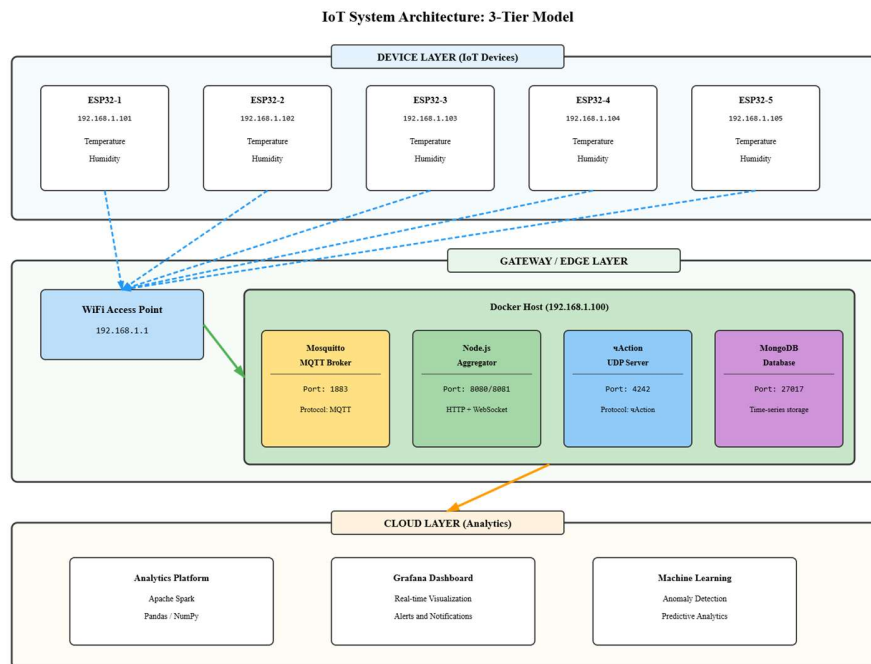 IoT System Architecture: 3-Tier Model
DEVICE LAYER (IoT Devices)
ESP32-1
192.168.1.101
Temperature
Humidity
ESP32-2
192.168.1.102
Temperature
Humidity
ESP32-3
192.168.1.103
Temperature
Humidity
ESP32-4
192.168.1.104
Temperature
Humidity
ESP32-5
192.168.1.105
Temperature
Humidity
GATEWAY / EDGE LAYER
WiFi Access Point
192.168.1.1
Docker Host (192.168.1.100)
Mosquitto
MQTT Broker
Port: 1883
Protocol: MQTT
Node.js
Aggregator
Port: 8080/8081
HTTP + WebSocket
чAction
UDP Server
Port: 4242
Protocol: чAction
MongoDB
Database
Port: 27017
Time-series storage
CLOUD LAYER (Analytics)
Analytics Platform
Apache Spark
Pandas / NumPy
Grafana Dashboard
Real-time Visualization
Alerts and Notifications
Machine Learning
Anomaly Detection
Predictive Analytics